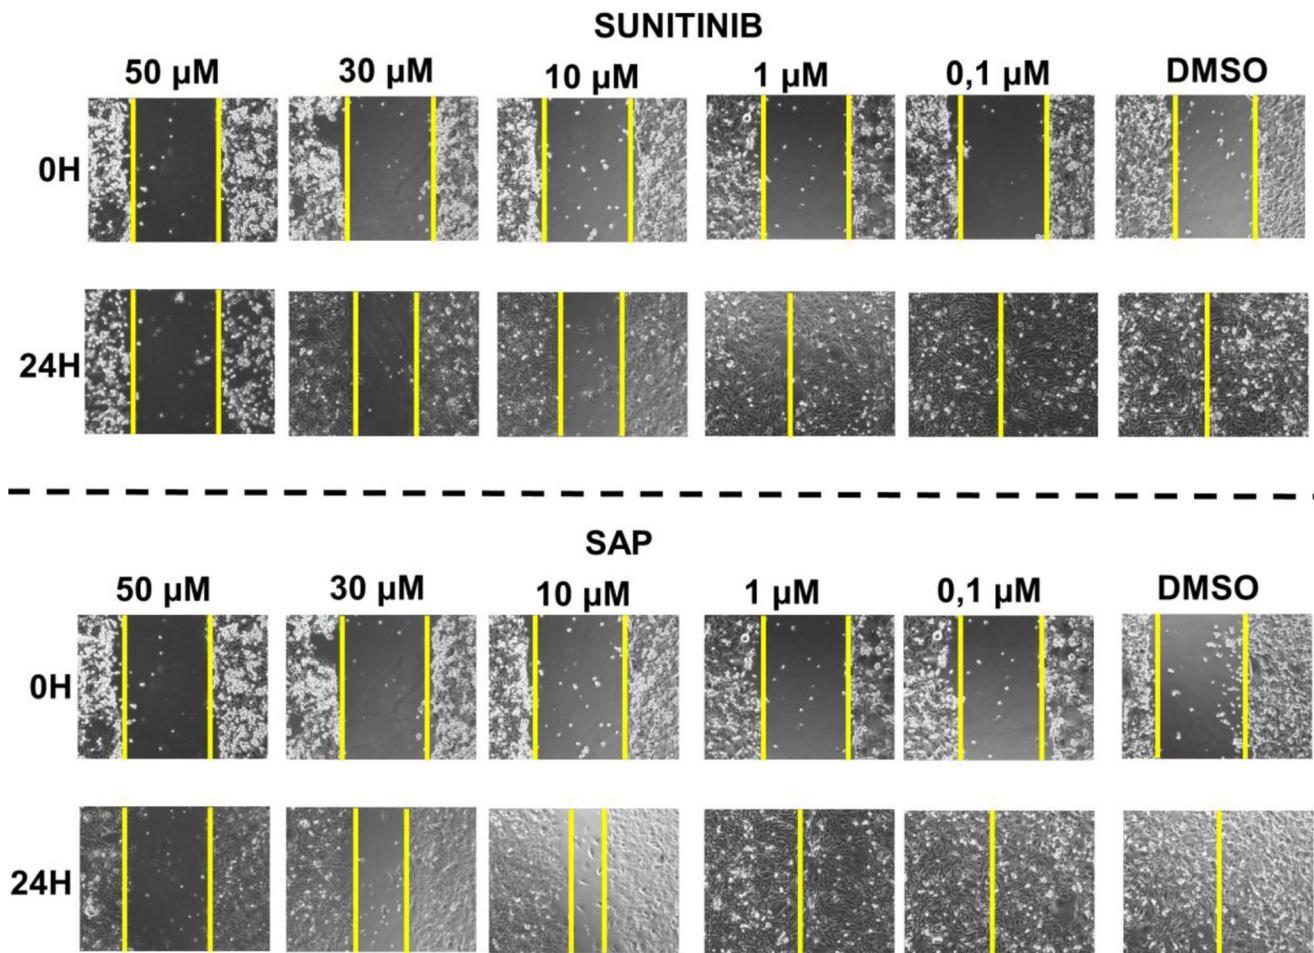 SUNITINIB
50 µM 30 µM 10 µM 1 µM 0,1 µM DMSO
0H
24H
SAP
50 µM 30 µM 10 µM 1 µM 0,1 µM DMSO
0H
24H